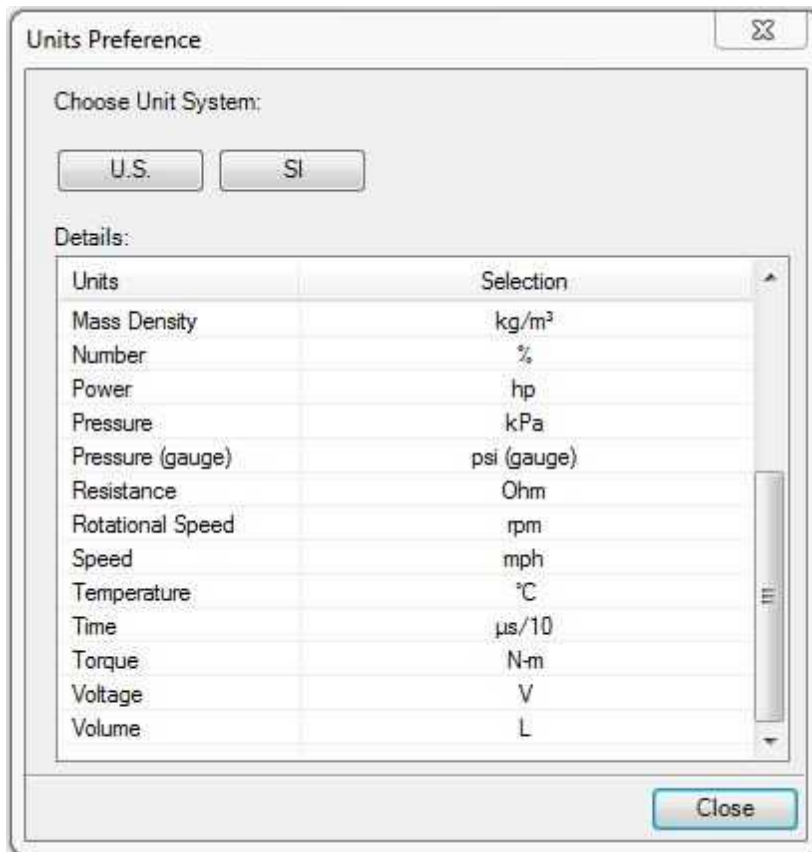 Units Preference
Choose Unit System:
U.S. SI
Details:
Units Selection
Mass Density kg/m³
Number %
Power hp
Pressure kPa
Pressure (gauge) psi (gauge)
Resistance Ohm
Rotational Speed rpm
Speed mph
Temperature °C
Time µs/10
Torque N-m
Voltage V
Volume L
Close